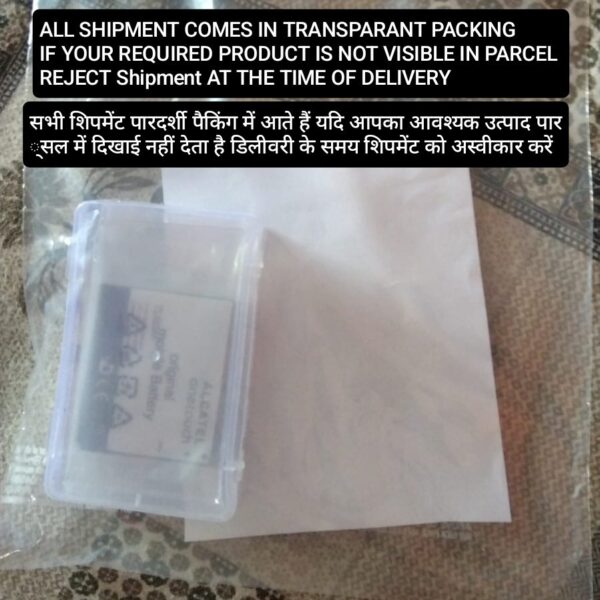 ALL SHIPMENT COMES IN TRANSPARANT PACKING
IF YOUR REQUIRED PRODUCT IS NOT VISIBLE IN PARCEL
REJECT Shipment AT THE TIME OF DELIVERY
सभी शिपमेंट पारदर्शी पैकिंग में आते हैं यदि आपका आवश्यक उत्पाद पार
्सल में दिखाई नहीं देता है डिलीवरी के समय शिपमेंट को अस्वीकार करें
ALCATEL
onetouch
original
Battery